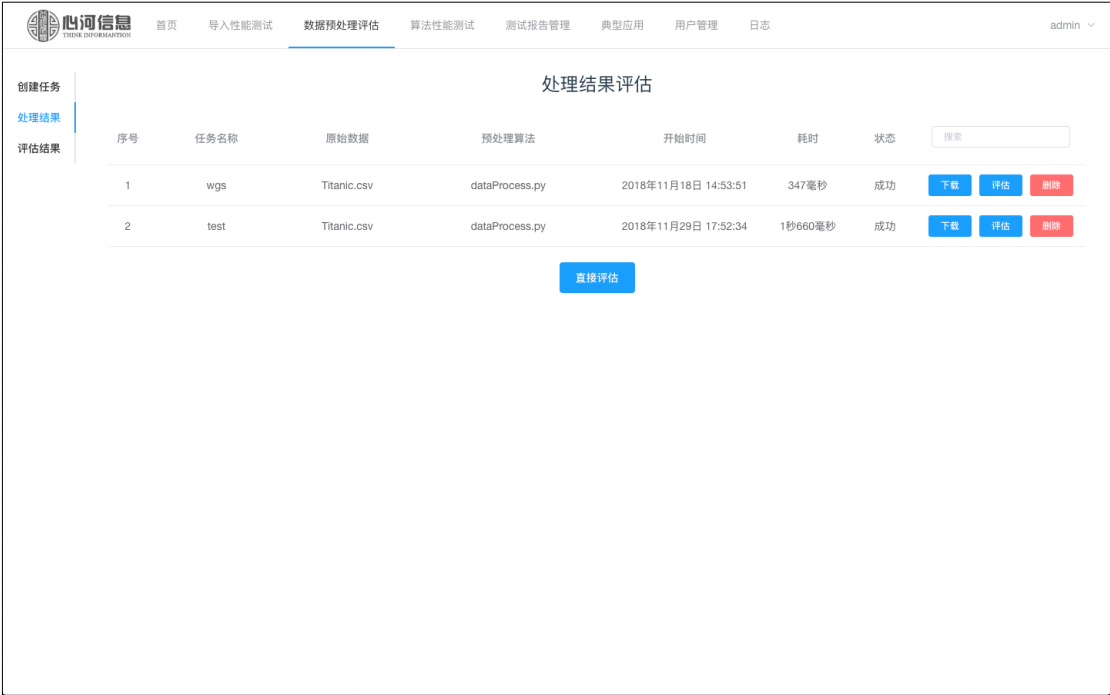 心河信息
THINK INFORMANTION
首页 导入性能测试 数据预处理评估 算法性能测试 测试报告管理 典型应用 用户管理 日志 admin
创建任务
处理结果
评估结果
处理结果评估
序号 任务名称 原始数据 预处理算法 开始时间 耗时 状态 搜索
1 wgs Titanic.csv dataProcess.py 2018年11月18日 14:53:51 347毫秒 成功 下载 评估 删除
2 test Titanic.csv dataProcess.py 2018年11月29日 17:52:34 1秒660毫秒 成功 下载 评估 删除
直接评估